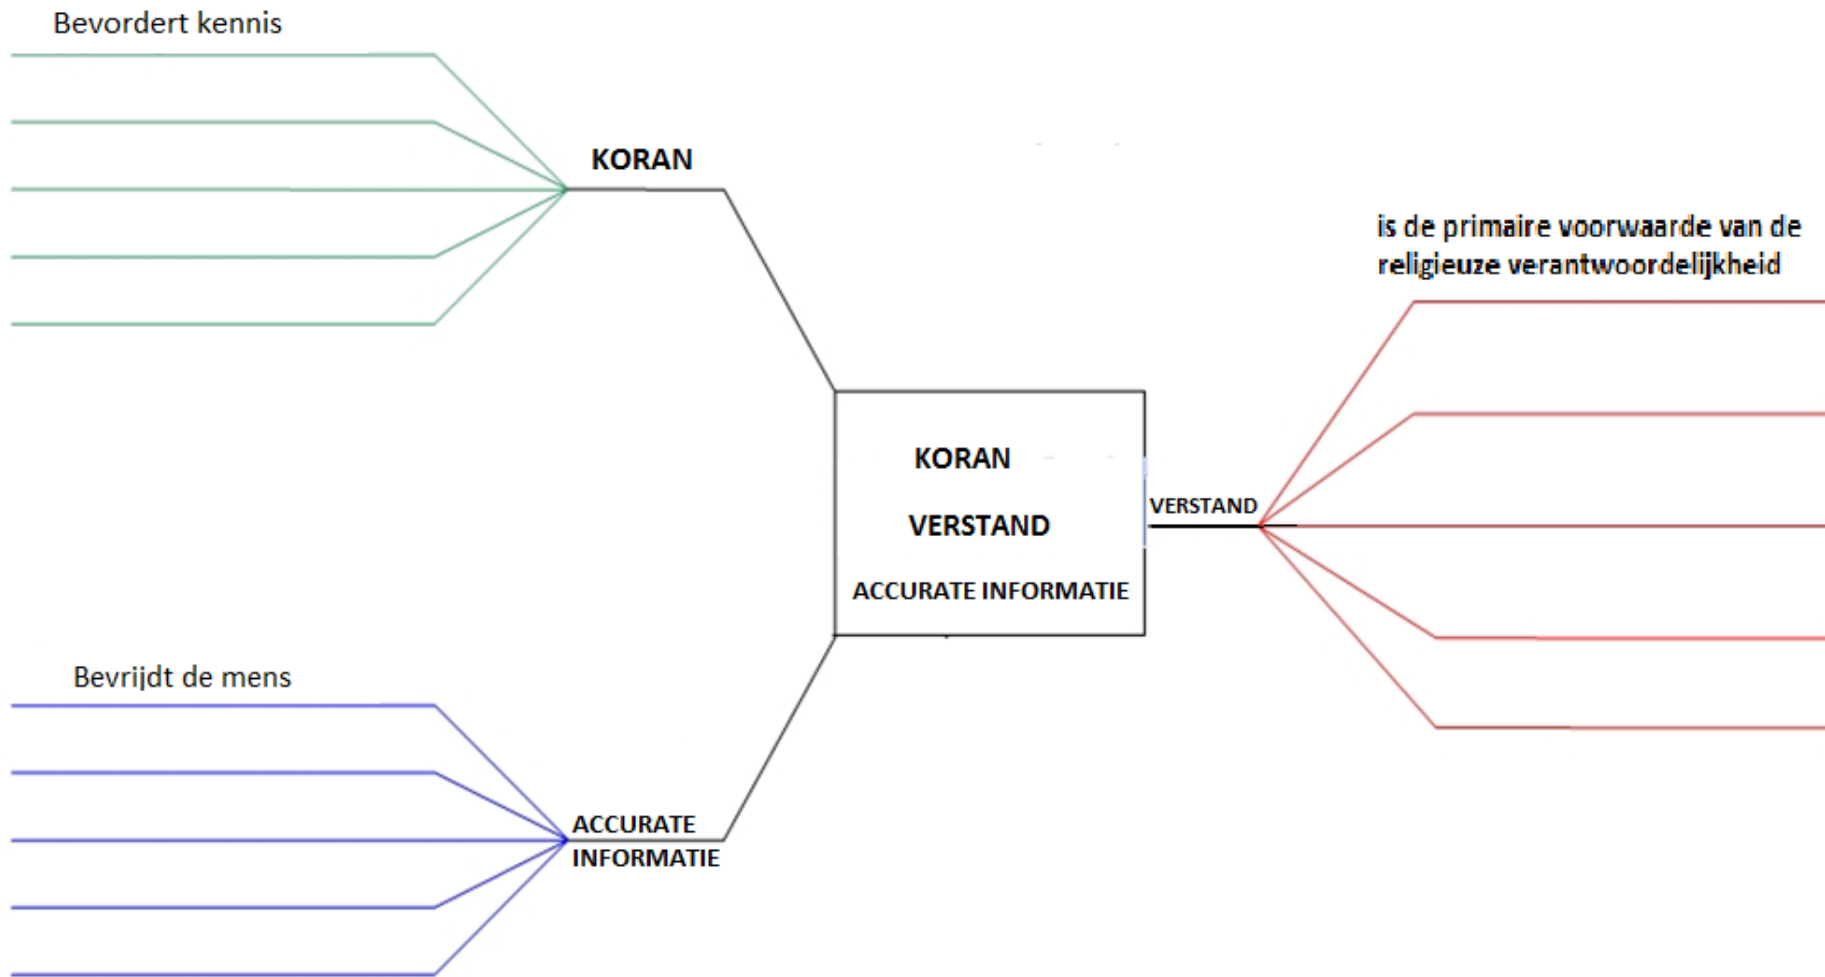 Bevordert kennis
KORAN
is de primaire voorwaarde van de
religieuze verantwoordelijkheid
KORAN
VERSTAND
ACCURATE INFORMATIE
VERSTAND
Bevrijdt de mens
ACCURATE
INFORMATIE